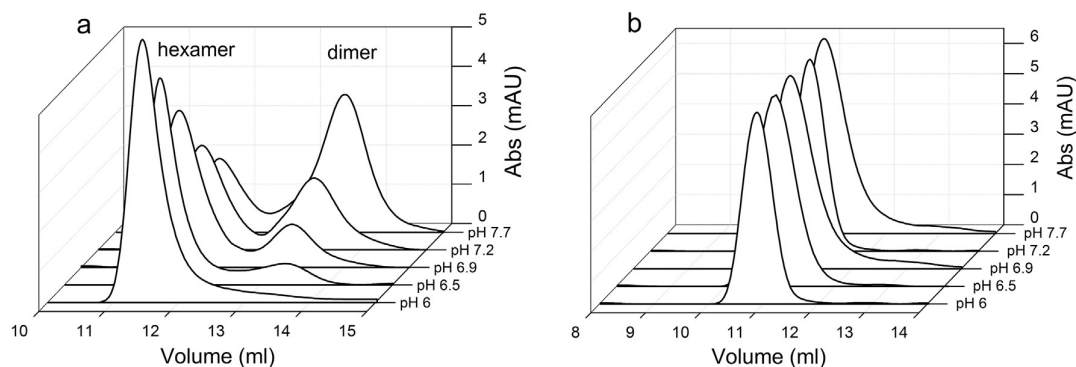 a
hexamer
dimer
5
4
3
2
1
0
Abs (mAU)
pH 7.7
pH 7.2
pH 6.9
pH 6.5
pH 6
10
11
12
13
14
15
Volume (ml)
b
6
5
4
3
2
1
0
Abs (mAU)
pH 7.7
pH 7.2
pH 6.9
pH 6.5
pH 6
8
9
10
11
12
13
14
Volume (ml)